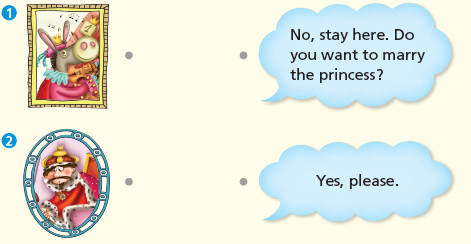 1
No, stay here. Do
you want to marry
the princess?
2
Yes, please.